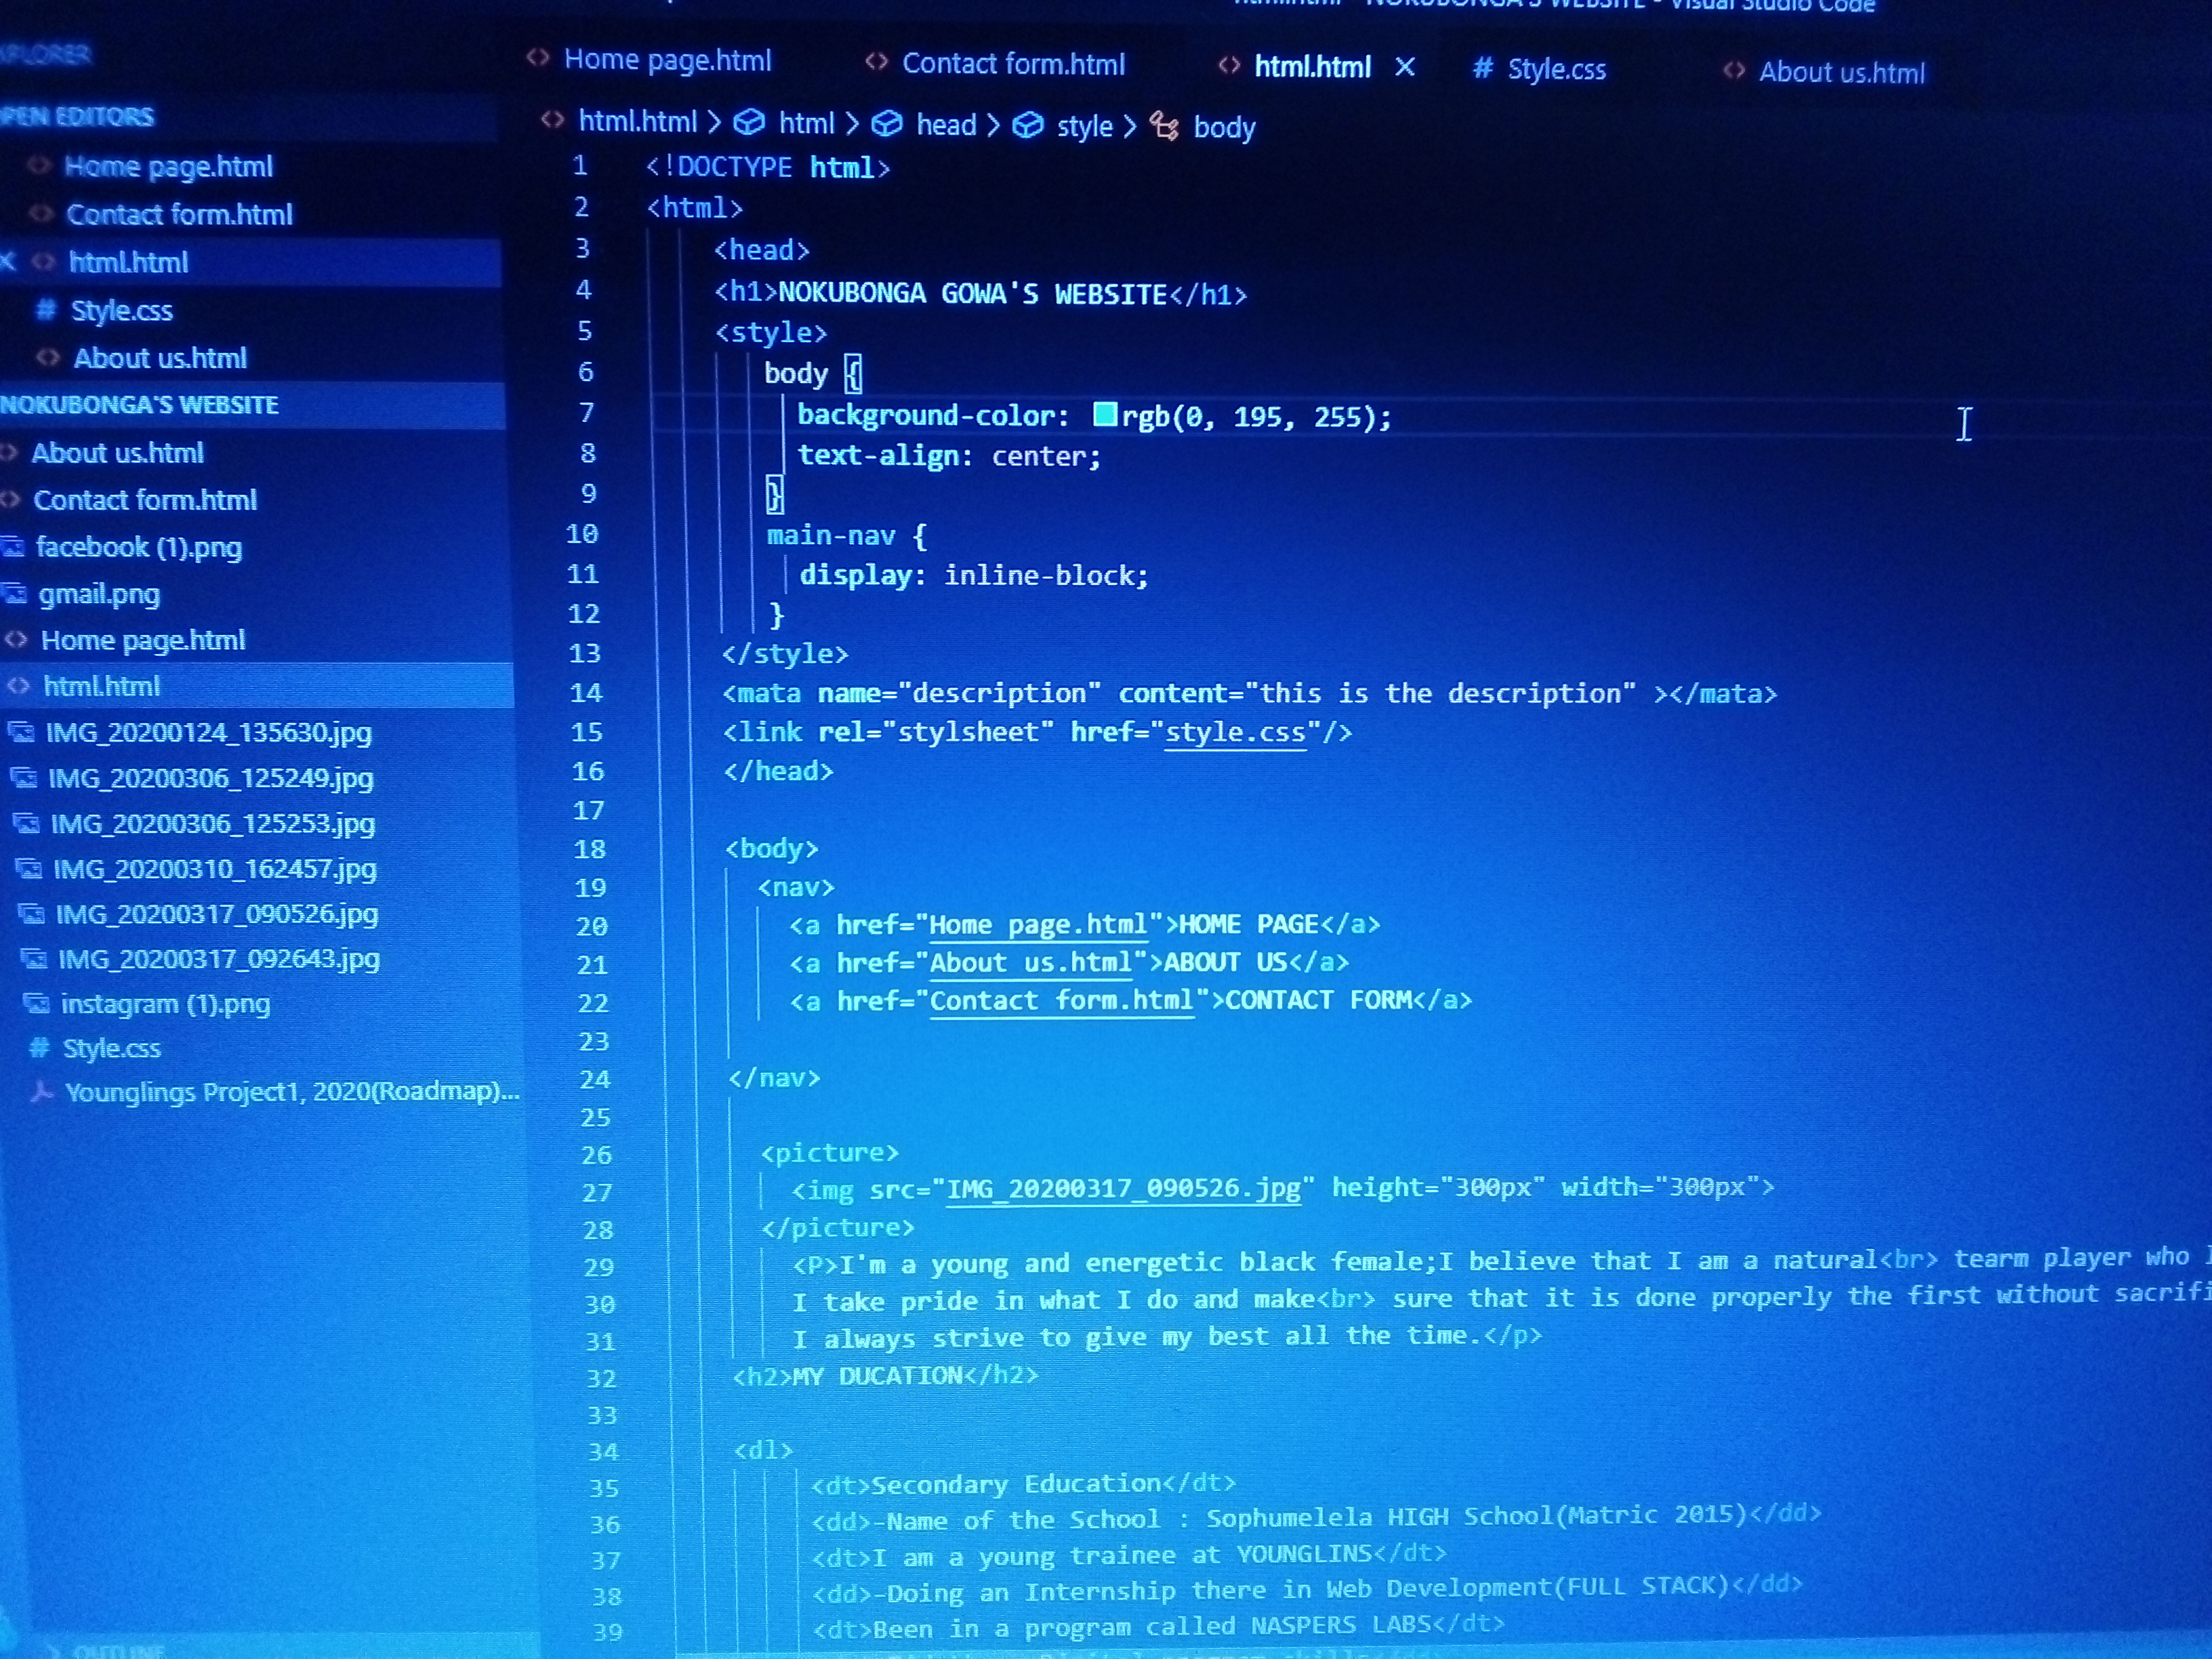 html.html - NOKUBONGA'S WEBSITE - Visual Studio Code
EXPLORER
Home page.html
Contact form.html
html.html
Style.css
About us.html
OPEN EDITORS
Home page.html
Contact form.html
html.html
Style.css
About us.html
NOKUBONGA'S WEBSITE
About us.html
Contact form.html
facebook (1).png
gmail.png
Home page.html
html.html
IMG_20200124_135630.jpg
IMG_20200306_125249.jpg
IMG_20200306_125253.jpg
IMG_20200310_162457.jpg
IMG_20200317_090526.jpg
IMG_20200317_092643.jpg
instagram (1).png
Style.css
Younglings Project1, 2020(Roadmap)...
OUTLINE
html.html > html > head > style > body
1 <!DOCTYPE html>
2 <html>
3 <head>
4 <h1>NOKUBONGA GOWA'S WEBSITE</h1>
5 <style>
6 body {
7 background-color: rgb(0, 195, 255);
8 text-align: center;
9 }
10 main-nav {
11 display: inline-block;
12 }
13 </style>
14 <mata name="description" content="this is the description" ></mata>
15 <link rel="stylsheet" href="style.css"/>
16 </head>
17
18 <body>
19 <nav>
20 <a href="Home page.html">HOME PAGE</a>
21 <a href="About us.html">ABOUT US</a>
22 <a href="Contact form.html">CONTACT FORM</a>
23
24 </nav>
25
26 <picture>
27 <img src="IMG_20200317_090526.jpg" height="300px" width="300px">
28 </picture>
29 <P>I'm a young and energetic black female;I believe that I am a natural<br> tearm player who
30 I take pride in what I do and make<br> sure that it is done properly the first without sacrifi
31 I always strive to give my best all the time.</p>
32 <h2>MY DUCATION</h2>
33
34 <dl>
35 <dt>Secondary Education</dt>
36 <dd>-Name of the School : Sophumelela HIGH School(Matric 2015)</dd>
37 <dt>I am a young trainee at YOUNGLINS</dt>
38 <dd>-Doing an Internship there in Web Development(FULL STACK)</dd>
39 <dt>Been in a program called NASPERS LABS</dt>